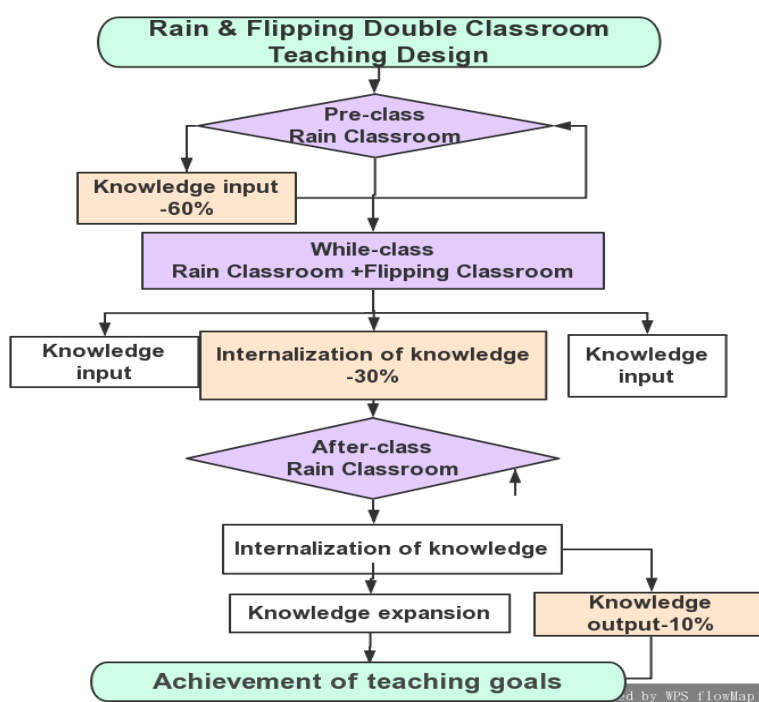 Rain & Flipping Double Classroom
Teaching Design
Pre-class
Rain Classroom
Knowledge input
-60%
While-class
Rain Classroom +Flipping Classroom
Knowledge
input
Internalization of knowledge
-30%
Knowledge
input
After-class
Rain Classroom
Internalization of knowledge
Knowledge expansion
Knowledge
output-10%
Achievement of teaching goals
ed by WPS flowMap